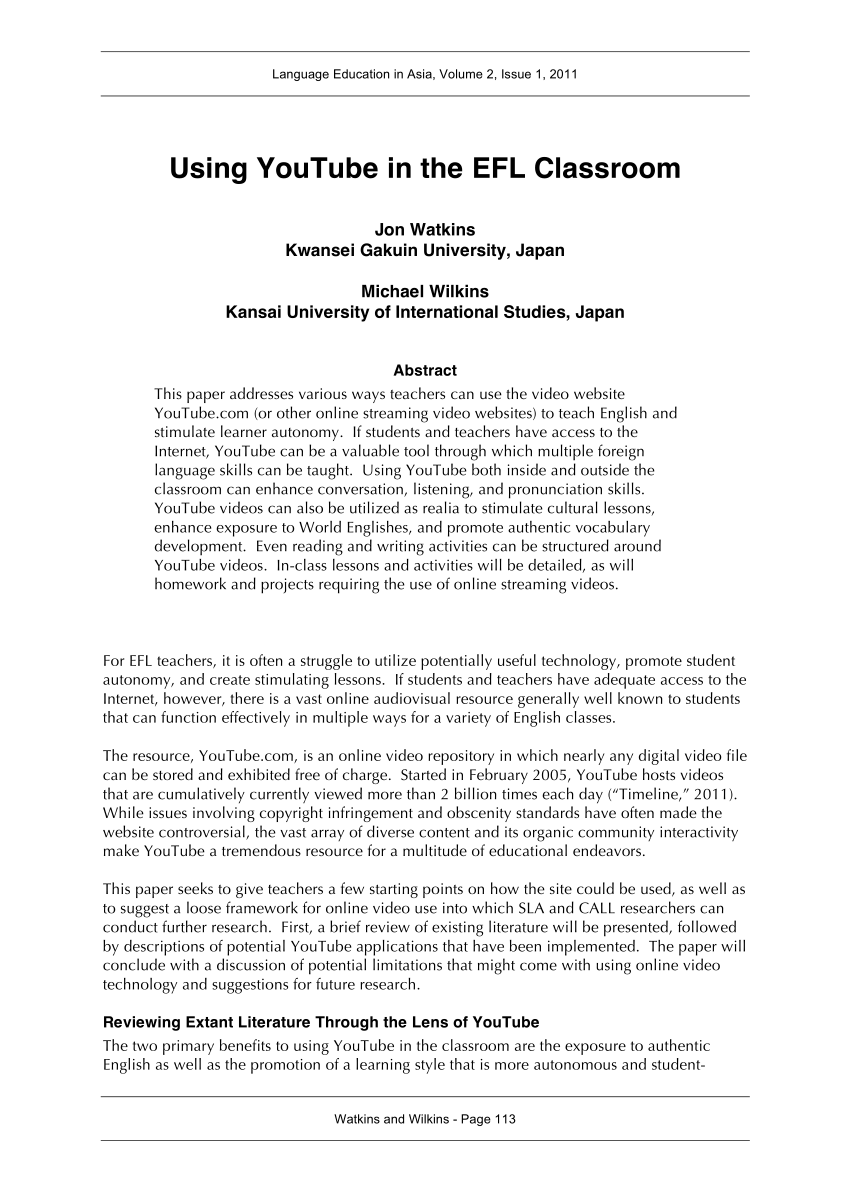 Language Education in Asia, Volume 2, Issue 1, 2011
Using YouTube in the EFL Classroom
Jon Watkins
Kwansei Gakuin University, Japan
Michael Wilkins
Kansai University of International Studies, Japan
Abstract
This paper addresses various ways teachers can use the video website
YouTube.com (or other online streaming video websites) to teach English and
stimulate learner autonomy.  If students and teachers have access to the
Internet, YouTube can be a valuable tool through which multiple foreign
language skills can be taught.  Using YouTube both inside and outside the
classroom can enhance conversation, listening, and pronunciation skills.
YouTube videos can also be utilized as realia to stimulate cultural lessons,
enhance exposure to World Englishes, and promote authentic vocabulary
development.  Even reading and writing activities can be structured around
YouTube videos.  In-class lessons and activities will be detailed, as will
homework and projects requiring the use of online streaming videos.
For EFL teachers, it is often a struggle to utilize potentially useful technology, promote student
autonomy, and create stimulating lessons.  If students and teachers have adequate access to the
Internet, however, there is a vast online audiovisual resource generally well known to students
that can function effectively in multiple ways for a variety of English classes.
The resource, YouTube.com, is an online video repository in which nearly any digital video file
can be stored and exhibited free of charge.  Started in February 2005, YouTube hosts videos
that are cumulatively currently viewed more than 2 billion times each day (“Timeline,” 2011).
While issues involving copyright infringement and obscenity standards have often made the
website controversial, the vast array of diverse content and its organic community interactivity
make YouTube a tremendous resource for a multitude of educational endeavors.
This paper seeks to give teachers a few starting points on how the site could be used, as well as
to suggest a loose framework for online video use into which SLA and CALL researchers can
conduct further research.  First, a brief review of existing literature will be presented, followed
by descriptions of potential YouTube applications that have been implemented.  The paper will
conclude with a discussion of potential limitations that might come with using online video
technology and suggestions for future research.
Reviewing Extant Literature Through the Lens of YouTube
The two primary benefits to using YouTube in the classroom are the exposure to authentic
English as well as the promotion of a learning style that is more autonomous and student-
Watkins and Wilkins - Page 113